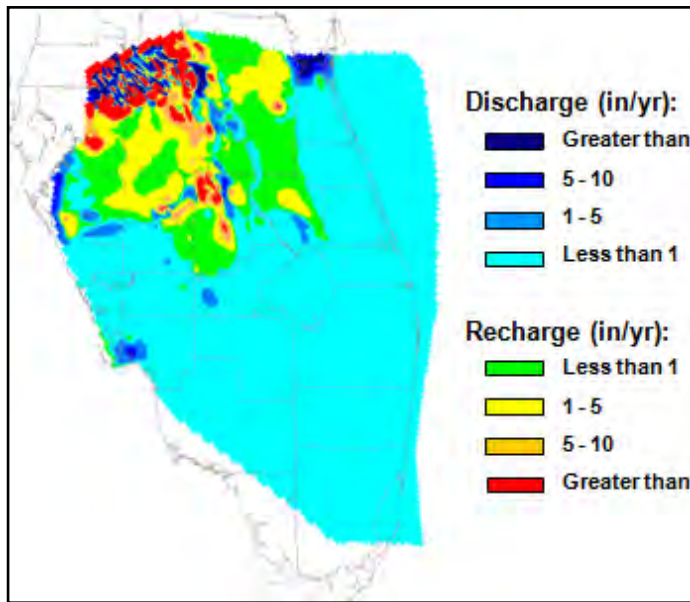 Discharge (in/yr):
Greater than
5 - 10
1 - 5
Less than 1
Recharge (in/yr):
Less than 1
1 - 5
5 - 10
Greater than